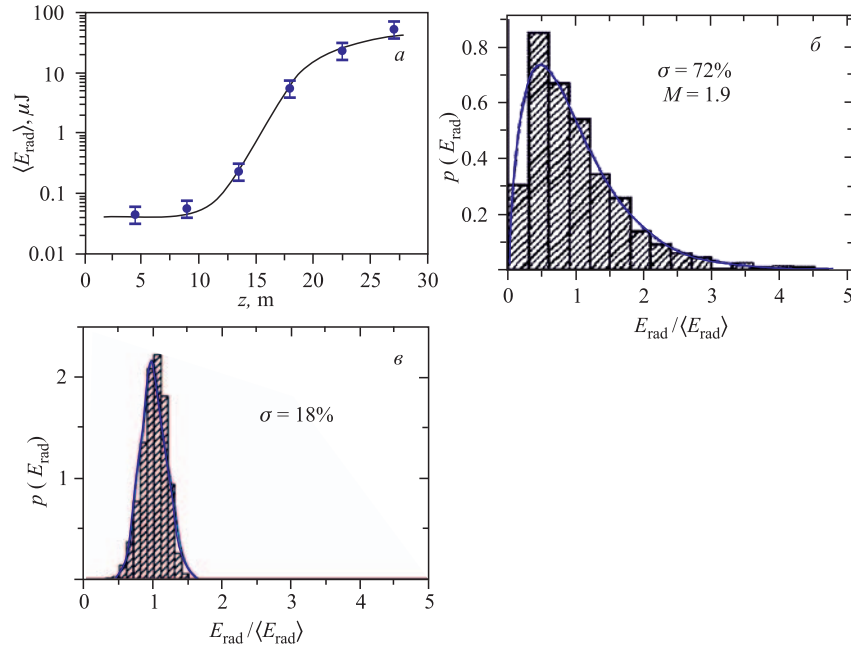 100
10
1
0.1
0.01
⟨E_rad⟩, μJ
а
0 5 10 15 20 25 30
z, m
0.8
0.6
0.4
0.2
p (E_rad)
б
σ = 72%
M = 1.9
0 1 2 3 4 5
E_rad / ⟨E_rad⟩
2
1
p (E_rad)
в
σ = 18%
0 1 2 3 4 5
E_rad / ⟨E_rad⟩